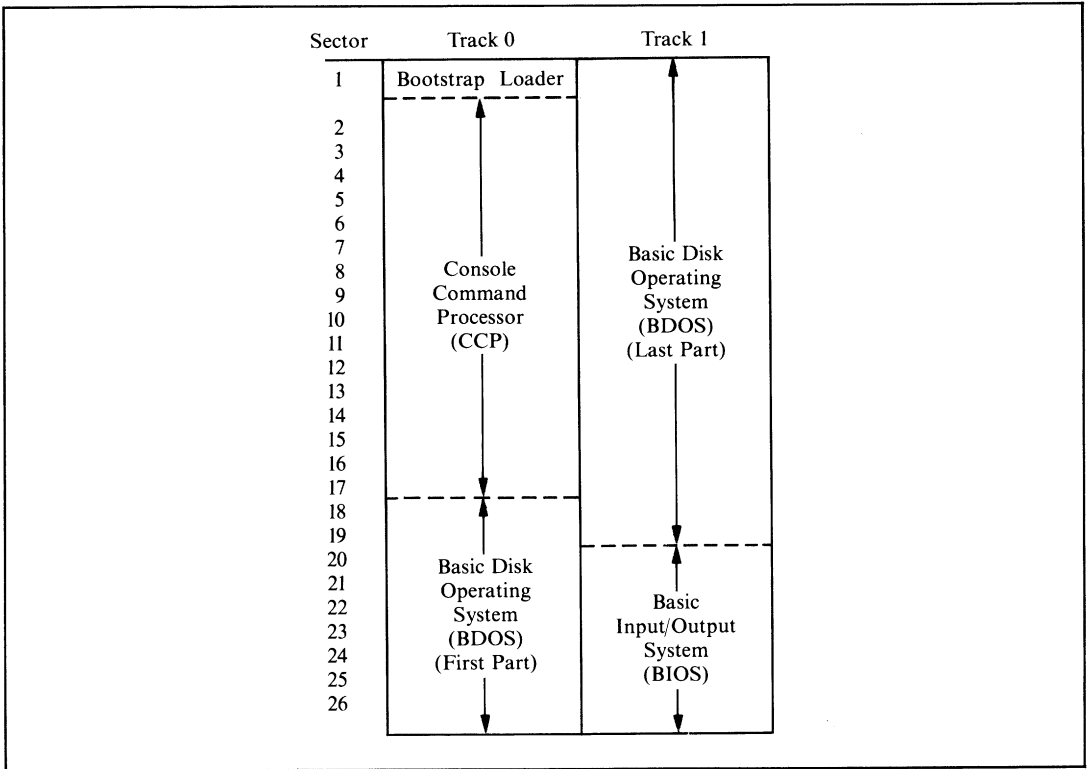 Sector Track 0 Track 1
1 Bootstrap Loader
2
3
4
5
6
7
8
9
10
11
12
13
14
15
16
17
18
19
20
21
22
23
24
25
26
Console
Command
Processor
(CCP)
Basic Disk
Operating
System
(BDOS)
(First Part)
Basic Disk
Operating
System
(BDOS)
(Last Part)
Basic
Input/Output
System
(BIOS)